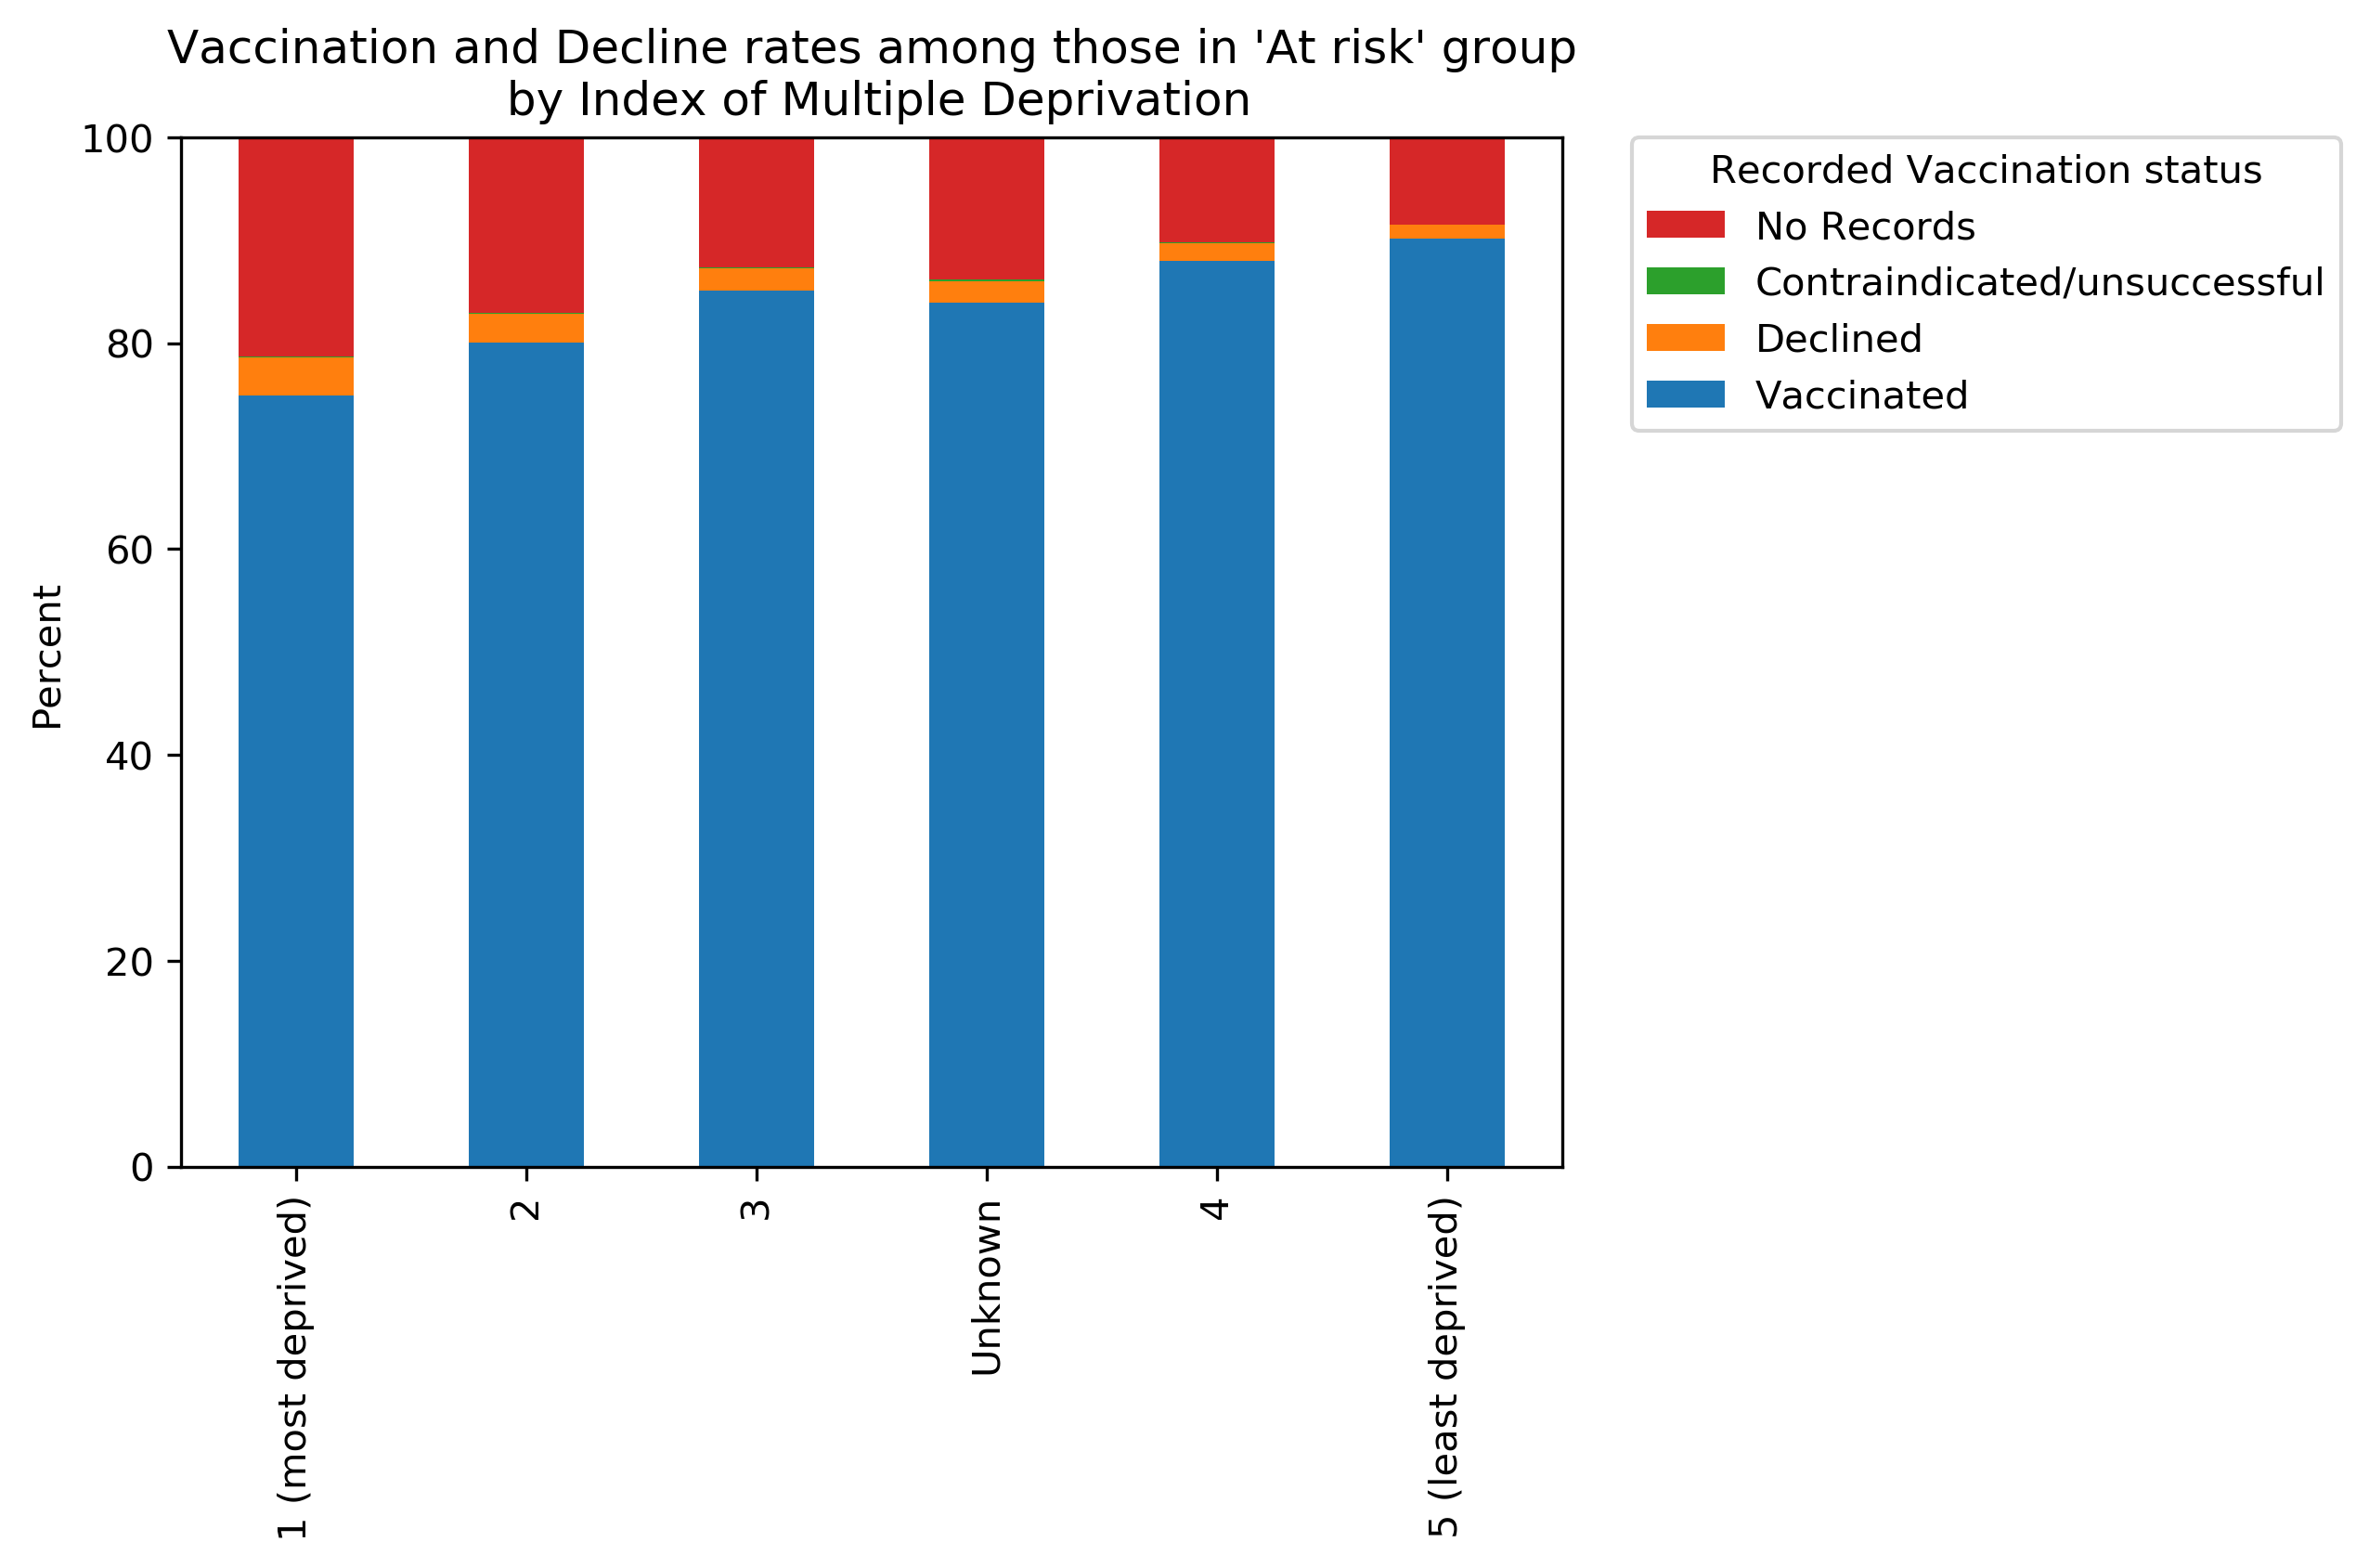 Vaccination and Decline rates among those in 'At risk' group
by Index of Multiple Deprivation
100
80
60
40
20
0
Percent
1 (most deprived)
2
3
Unknown
4
5 (least deprived)
Recorded Vaccination status
No Records
Contraindicated/unsuccessful
Declined
Vaccinated